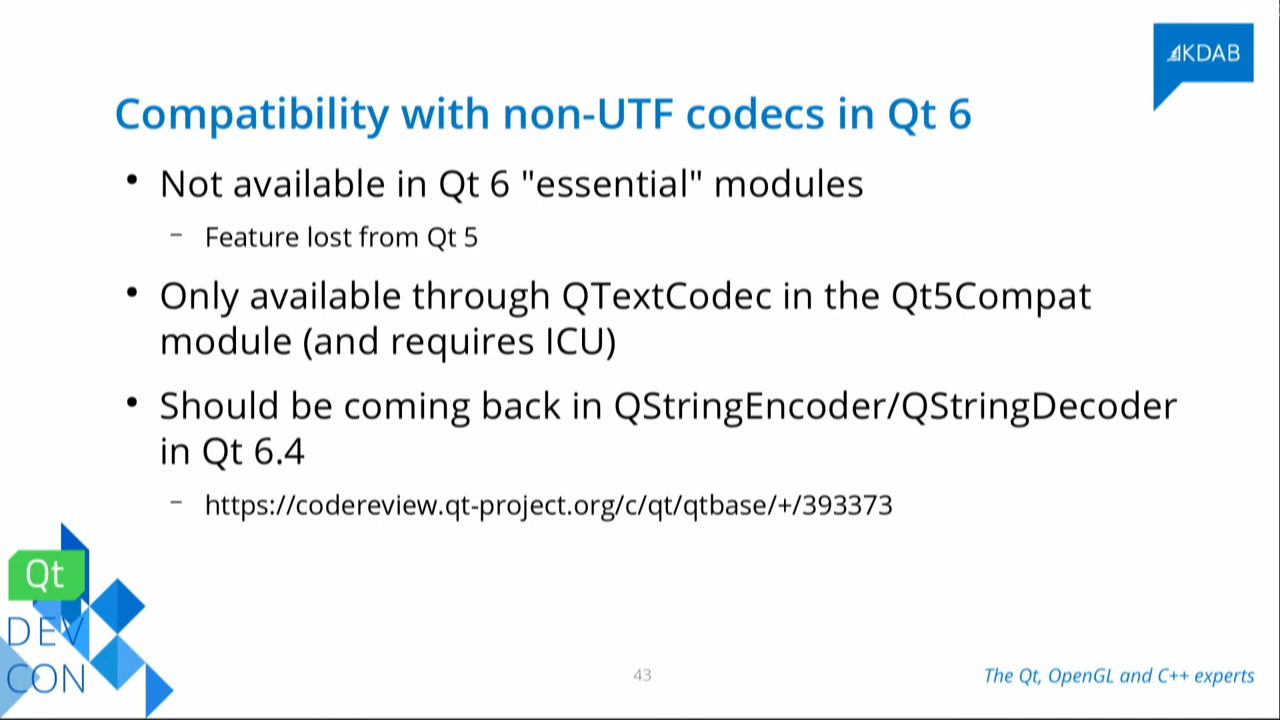 KDAB
Compatibility with non-UTF codecs in Qt 6
• Not available in Qt 6 "essential" modules
– Feature lost from Qt 5
• Only available through QTextCodec in the Qt5Compat
module (and requires ICU)
• Should be coming back in QStringEncoder/QStringDecoder
in Qt 6.4
– https://codereview.qt-project.org/c/qt/qtbase/+/393373
Qt
DEV
CON
43
The Qt, OpenGL and C++ experts